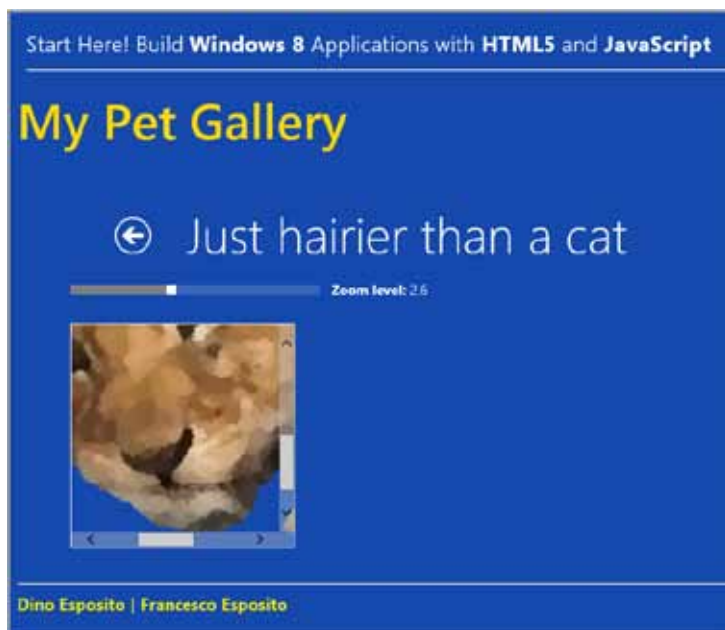 Start Here! Build Windows 8 Applications with HTML5 and JavaScript
My Pet Gallery
Just hairier than a cat
Zoom level: 2.6
Dino Esposito | Francesco Esposito